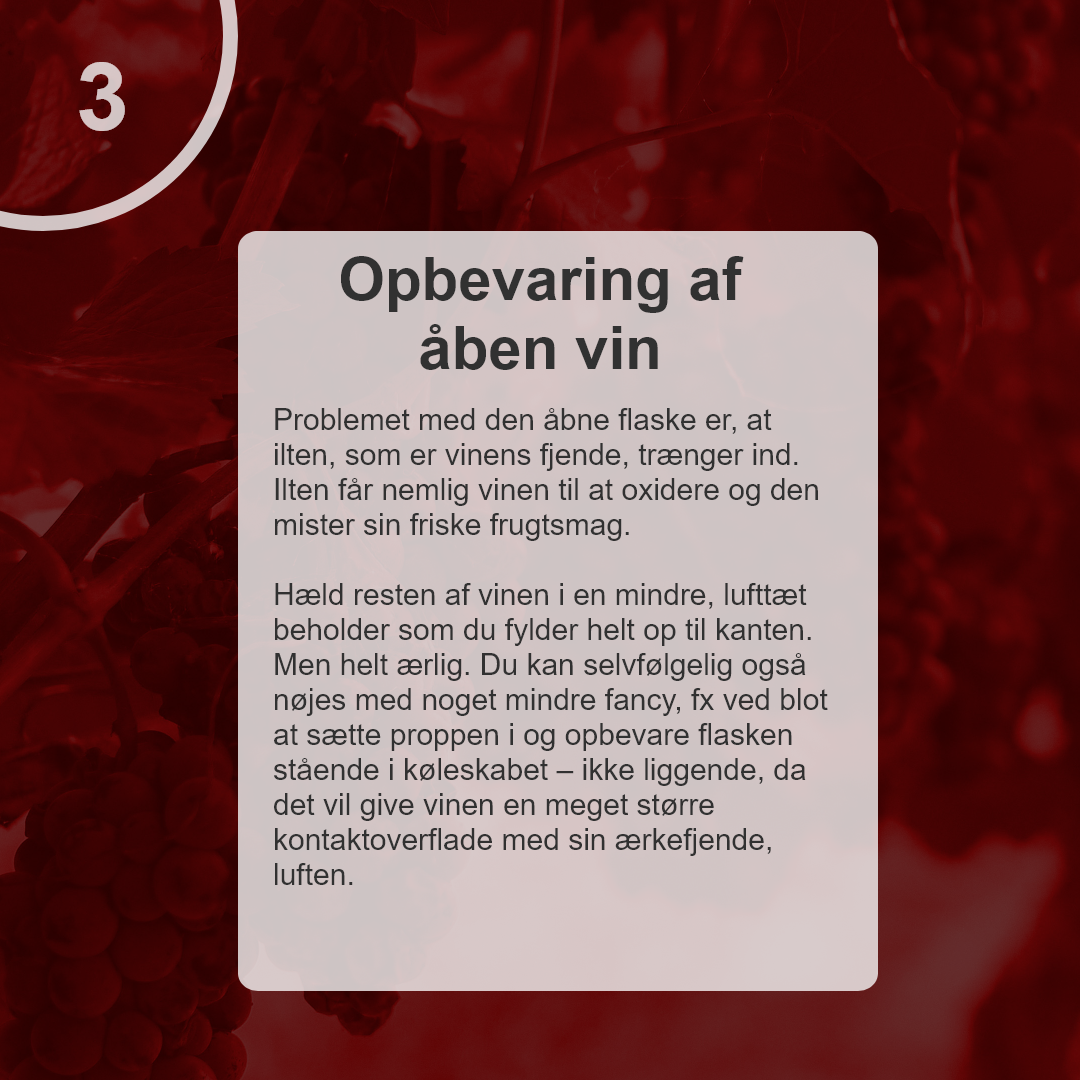 3
Opbevaring af
åben vin
Problemet med den åbne flaske er, at
ilten, som er vinens fjende, trænger ind.
Ilten får nemlig vinen til at oxidere og den
mister sin friske frugtsmag.
Hæld resten af vinen i en mindre, lufttæt
beholder som du fylder helt op til kanten.
Men helt ærlig. Du kan selvfølgelig også
nøjes med noget mindre fancy, fx ved blot
at sætte proppen i og opbevare flasken
stående i køleskabet – ikke liggende, da
det vil give vinen en meget større
kontaktoverflade med sin ærkefjende,
luften.